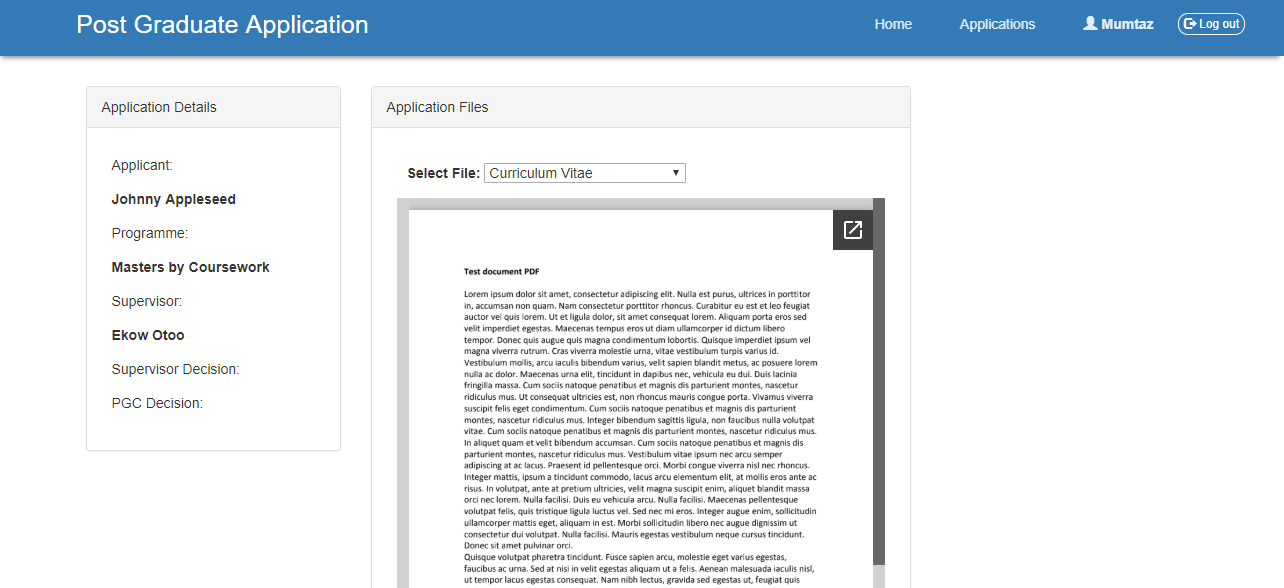 Post Graduate Application
Home
Applications
Mumtaz
Log out
Application Details
Applicant:
Johnny Appleseed
Programme:
Masters by Coursework
Supervisor:
Ekow Otoo
Supervisor Decision:
PGC Decision:
Application Files
Select File: Curriculum Vitae
Test document PDF
Lorem ipsum dolor sit amet, consectetur adipiscing elit. Nulla est purus, ultrices in porttitor
in, accumsan non quam. Nam consectetur porttitor rhoncus. Curabitur eu est et leo feugiat
auctor vel quis lorem. Ut et ligula dolor, sit amet consequat lorem. Aliquam porta eros sed
velit imperdiet egestas. Maecenas tempus eros ut diam ullamcorper id dictum libero
tempor. Donec quis augue quis magna condimentum lobortis. Quisque imperdiet ipsum vel
magna viverra rutrum. Cras viverra molestie urna, vitae vestibulum turpis varius id.
Vestibulum mollis, arcu iaculis bibendum varius, velit sapien blandit metus, ac posuere lorem
nulla ac dolor. Maecenas urna elit, tincidunt in dapibus nec, vehicula eu dui. Duis lacinia
fringilla massa. Cum sociis natoque penatibus et magnis dis parturient montes, nascetur
ridiculus mus. Ut consequat ultricies est, non rhoncus mauris congue porta. Vivamus viverra
suscipit felis eget condimentum. Cum sociis natoque penatibus et magnis dis parturient
montes, nascetur ridiculus mus. Integer bibendum sagittis ligula, non faucibus nulla volutpat
vitae. Cum sociis natoque penatibus et magnis dis parturient montes, nascetur ridiculus mus.
In aliquet quam et velit bibendum accumsan. Cum sociis natoque penatibus et magnis dis
parturient montes, nascetur ridiculus mus. Vestibulum vitae ipsum nec arcu semper
adipiscing at ac lacus. Praesent id pellentesque orci. Morbi congue viverra nisl nec rhoncus.
Integer mattis, ipsum a tincidunt commodo, lacus arcu elementum elit, at mollis eros ante ac
risus. In volutpat, ante at pretium ultricies, velit magna suscipit enim, aliquet blandit massa
orci nec lorem. Nulla facilisi. Duis eu vehicula arcu. Nulla facilisi. Maecenas pellentesque
volutpat felis, quis tristique ligula luctus vel. Sed nec mi eros. Integer augue enim, sollicitudin
ullamcorper mattis eget, aliquam in est. Morbi sollicitudin libero nec augue dignissim ut
consectetur dui volutpat. Nulla facilisi. Mauris egestas vestibulum neque cursus tincidunt.
Donec sit amet pulvinar orci.
Quisque volutpat pharetra tincidunt. Fusce sapien arcu, molestie eget varius egestas,
faucibus ac urna. Sed at nisi in velit egestas aliquam ut a felis. Aenean malesuada iaculis nisl,
ut tempor lacus egestas consequat. Nam nibh lectus, gravida sed egestas ut, feugiat quis